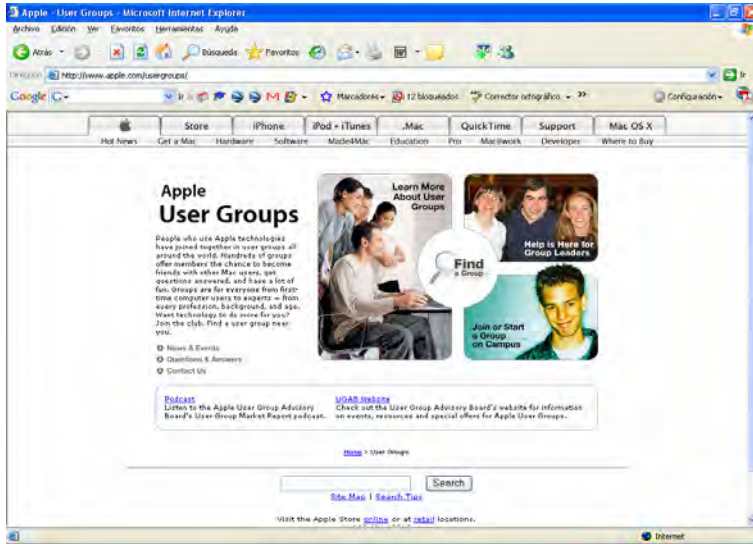 Apple - User Groups - Microsoft Internet Explorer
Archivo Edición Ver Favoritos Herramientas Ayuda
Atrás Búsqueda Favoritos
Dirección http://www.apple.com/usergroups/ Ir
Google G Ir Marcadores 12 bloqueados Corrector ortográfico Configuración
Store iPhone iPod + iTunes .Mac QuickTime Support Mac OS X
Hot News Get a Mac Hardware Software Made4Mac Education Pro Mac@Work Developer Where to Buy
Apple
User Groups
People who use Apple technologies
have joined together in user groups all
around the world. Hundreds of groups
offer members the chance to become
friends with other Mac users, get
questions answered, and have a lot of
fun. Groups are for everyone from first-
time computer users to experts — from
every profession, background, and age.
Want technology to do more for you?
Join the club. Find a user group near
you.
News & Events
Questions & Answers
Contact Us
Learn More
About User
Groups
Help is Here for
Group Leaders
Find
a Group
Join or Start
a Group
on Campus
Podcast
Listen to the Apple User Group Advisory
Board's User Group Market Report podcast.
UGAB Website
Check out the User Group Advisory Board's website for information
on events, resources and special offers for Apple User Groups.
Home > User Groups
Search
Site Map | Search Tips
Visit the Apple Store online or at retail locations.
Internet